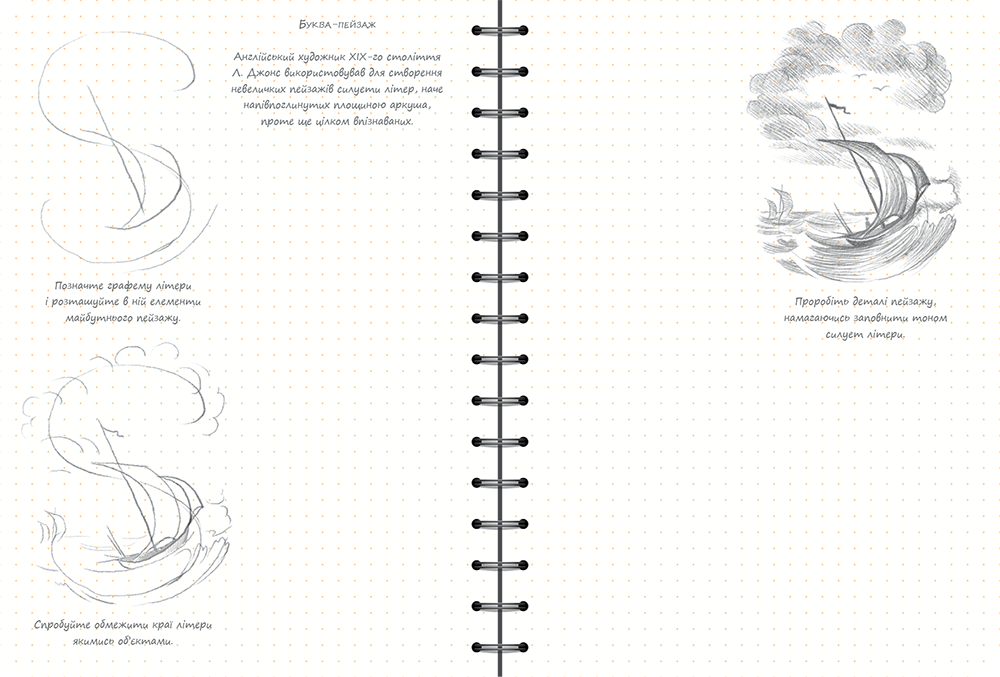 Буква-пейзаж
Англійський художник XIX-го століття
Л. Джонс використовував для створення
невеличких пейзажів силуети літер, наче
напівпоглинутих площиною аркуша,
проте ще цілком впізнаваних.
Позначте графему літери
і розташуйте в ній елементи
майбутнього пейзажу.
Спробуйте обмежити краї літери
якимись об'єктами.
Проробіть деталі пейзажу,
намагаючись заповнити тоном
силует літери.